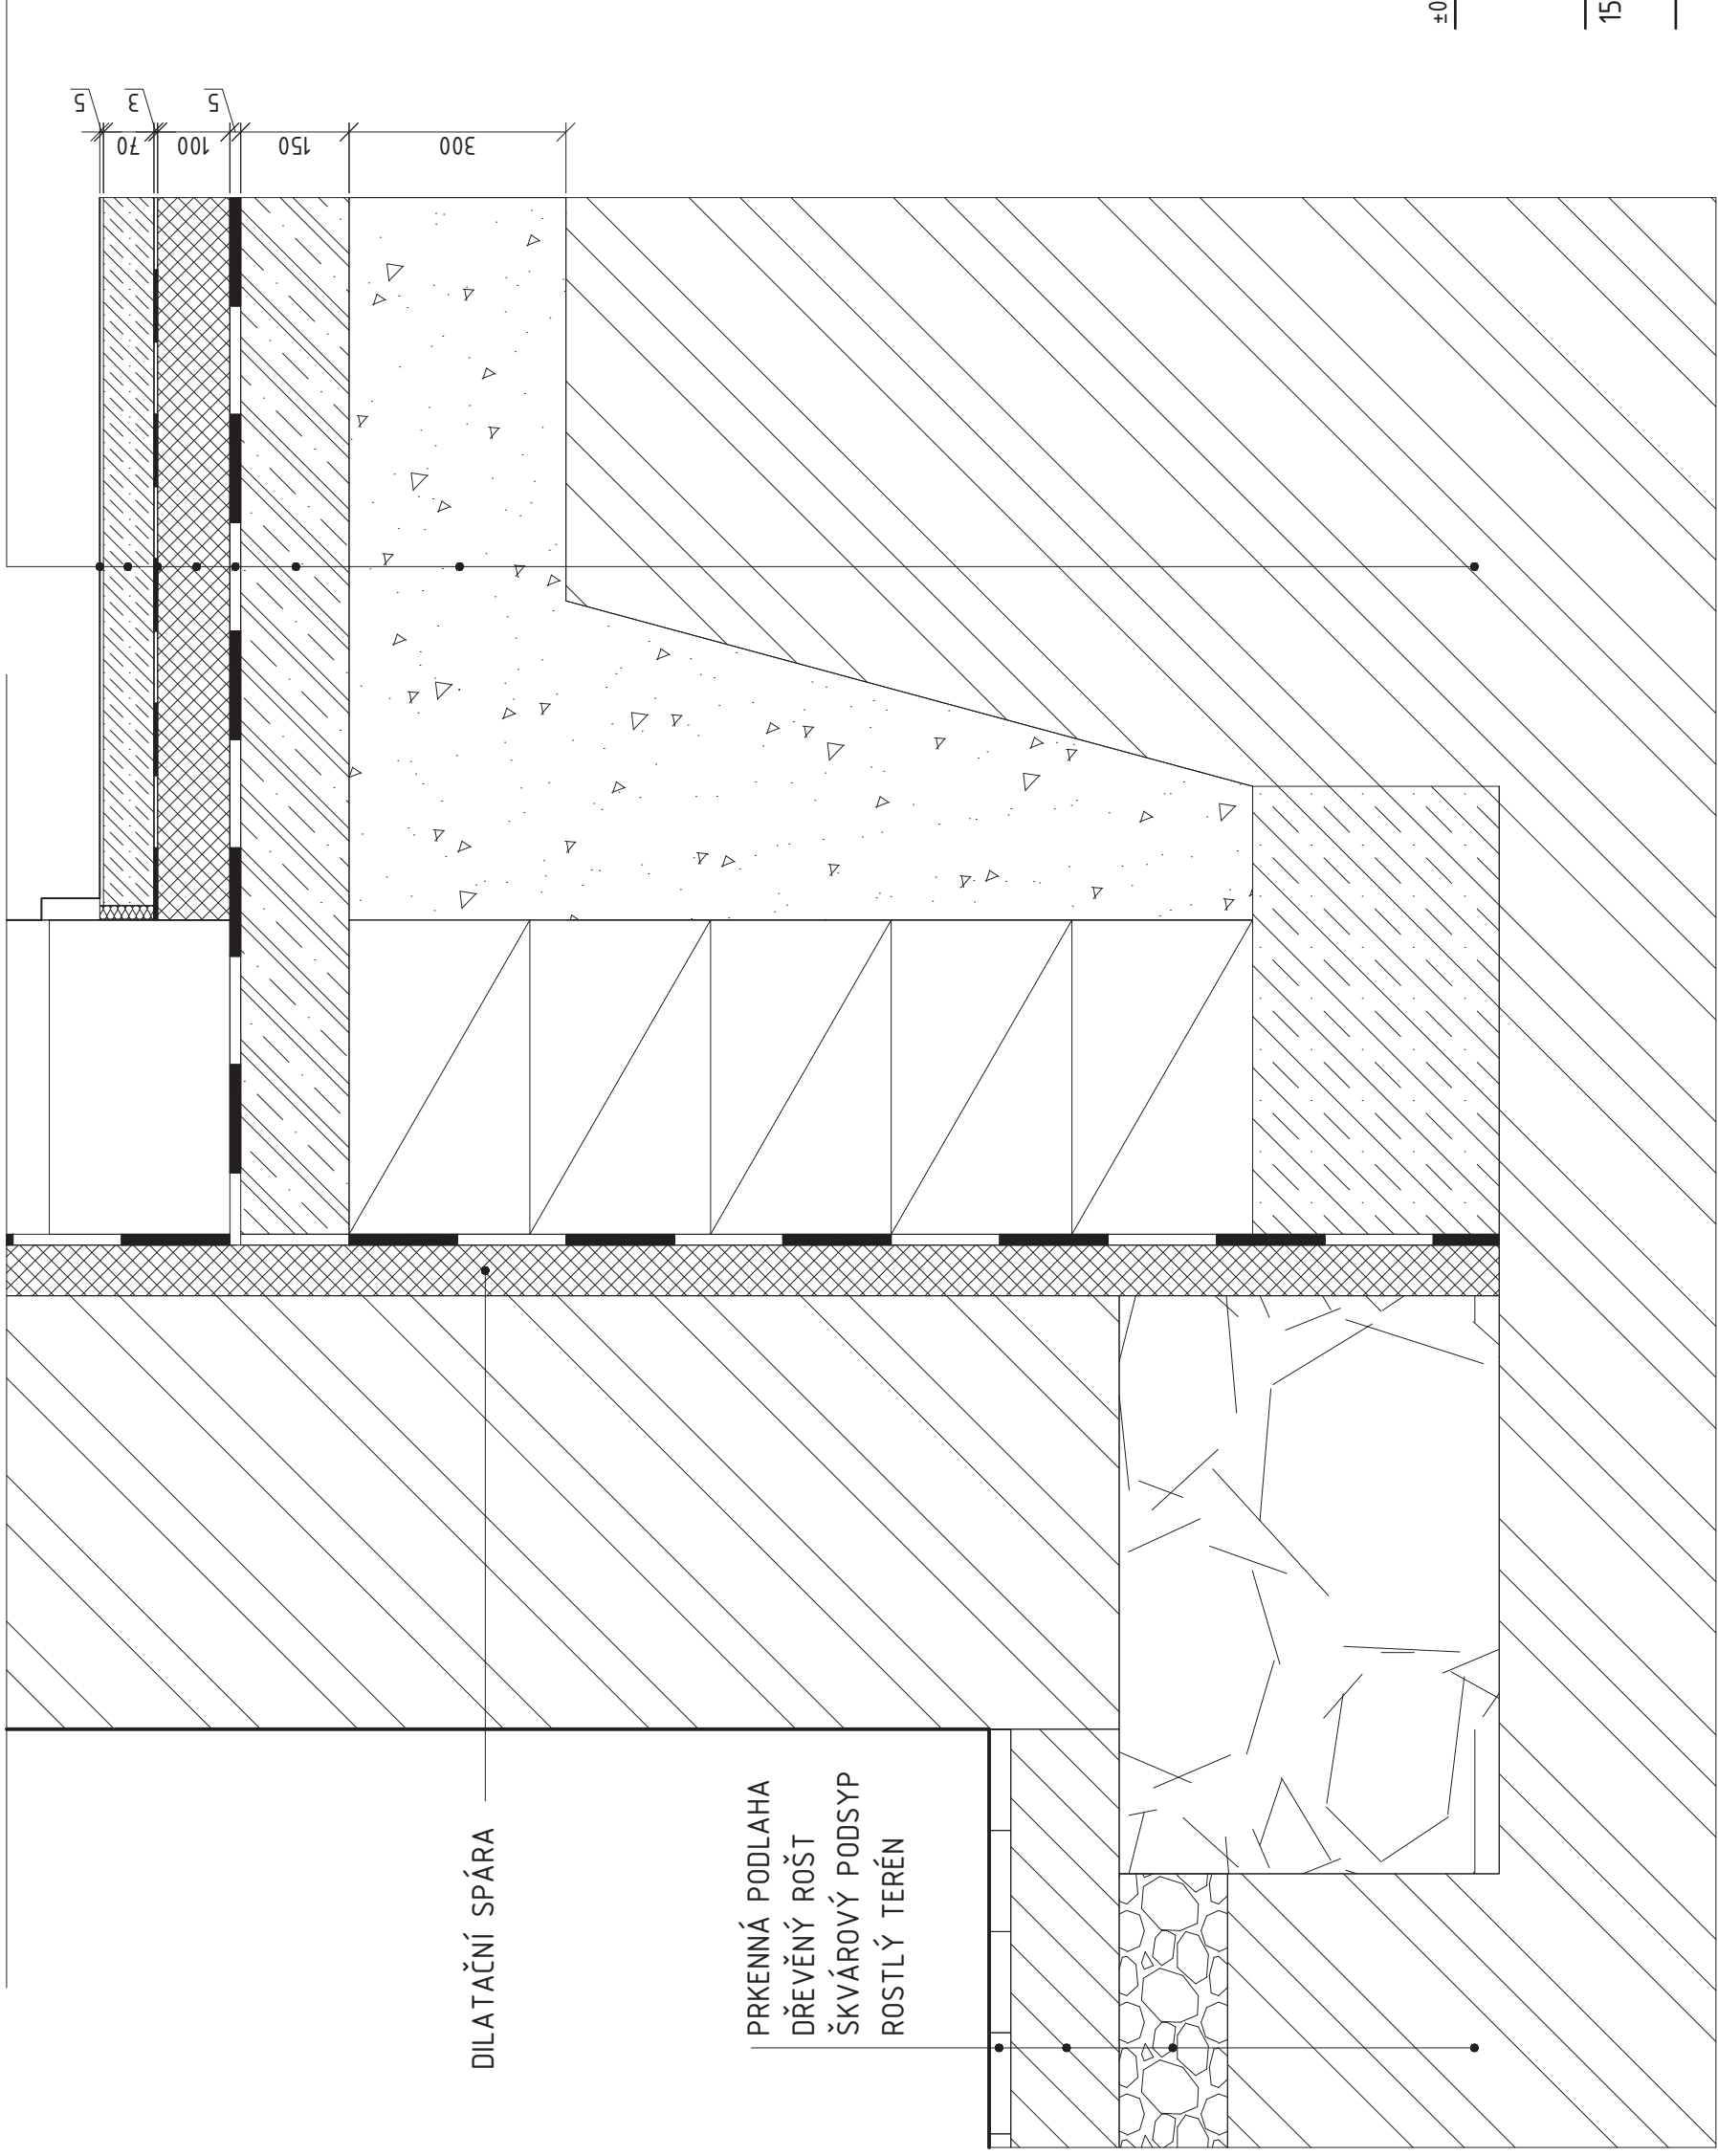 ±0
15
5
70
3
100
5
150
300
DILATAČNÍ SPÁRA
PRKENNÁ PODLAHA
DŘEVĚNÝ ROŠT
ŠKVÁROVÝ PODSYP
ROSTLÝ TERÉN